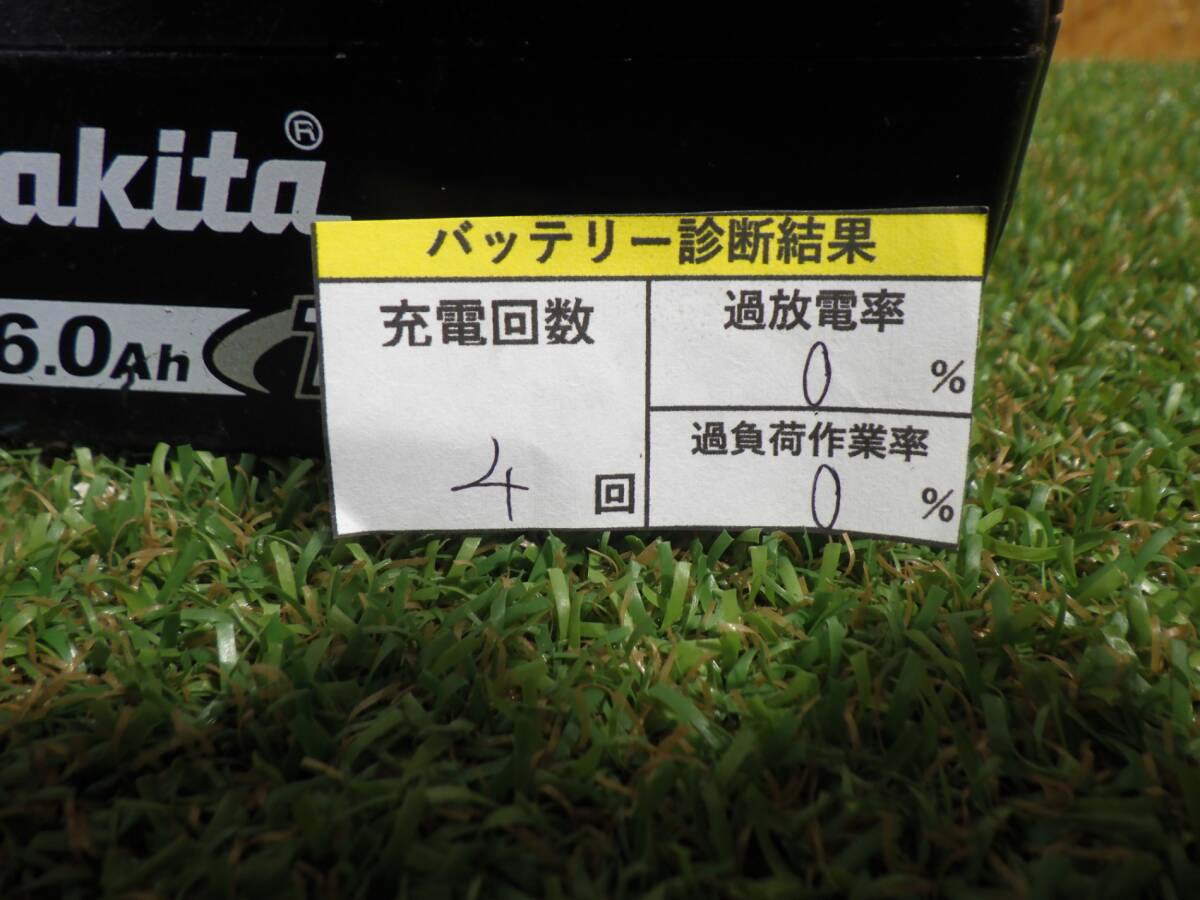 akita®
6.0Ah
バッテリー診断結果
充電回数
4回
過放電率
0%
過負荷作業率
0%